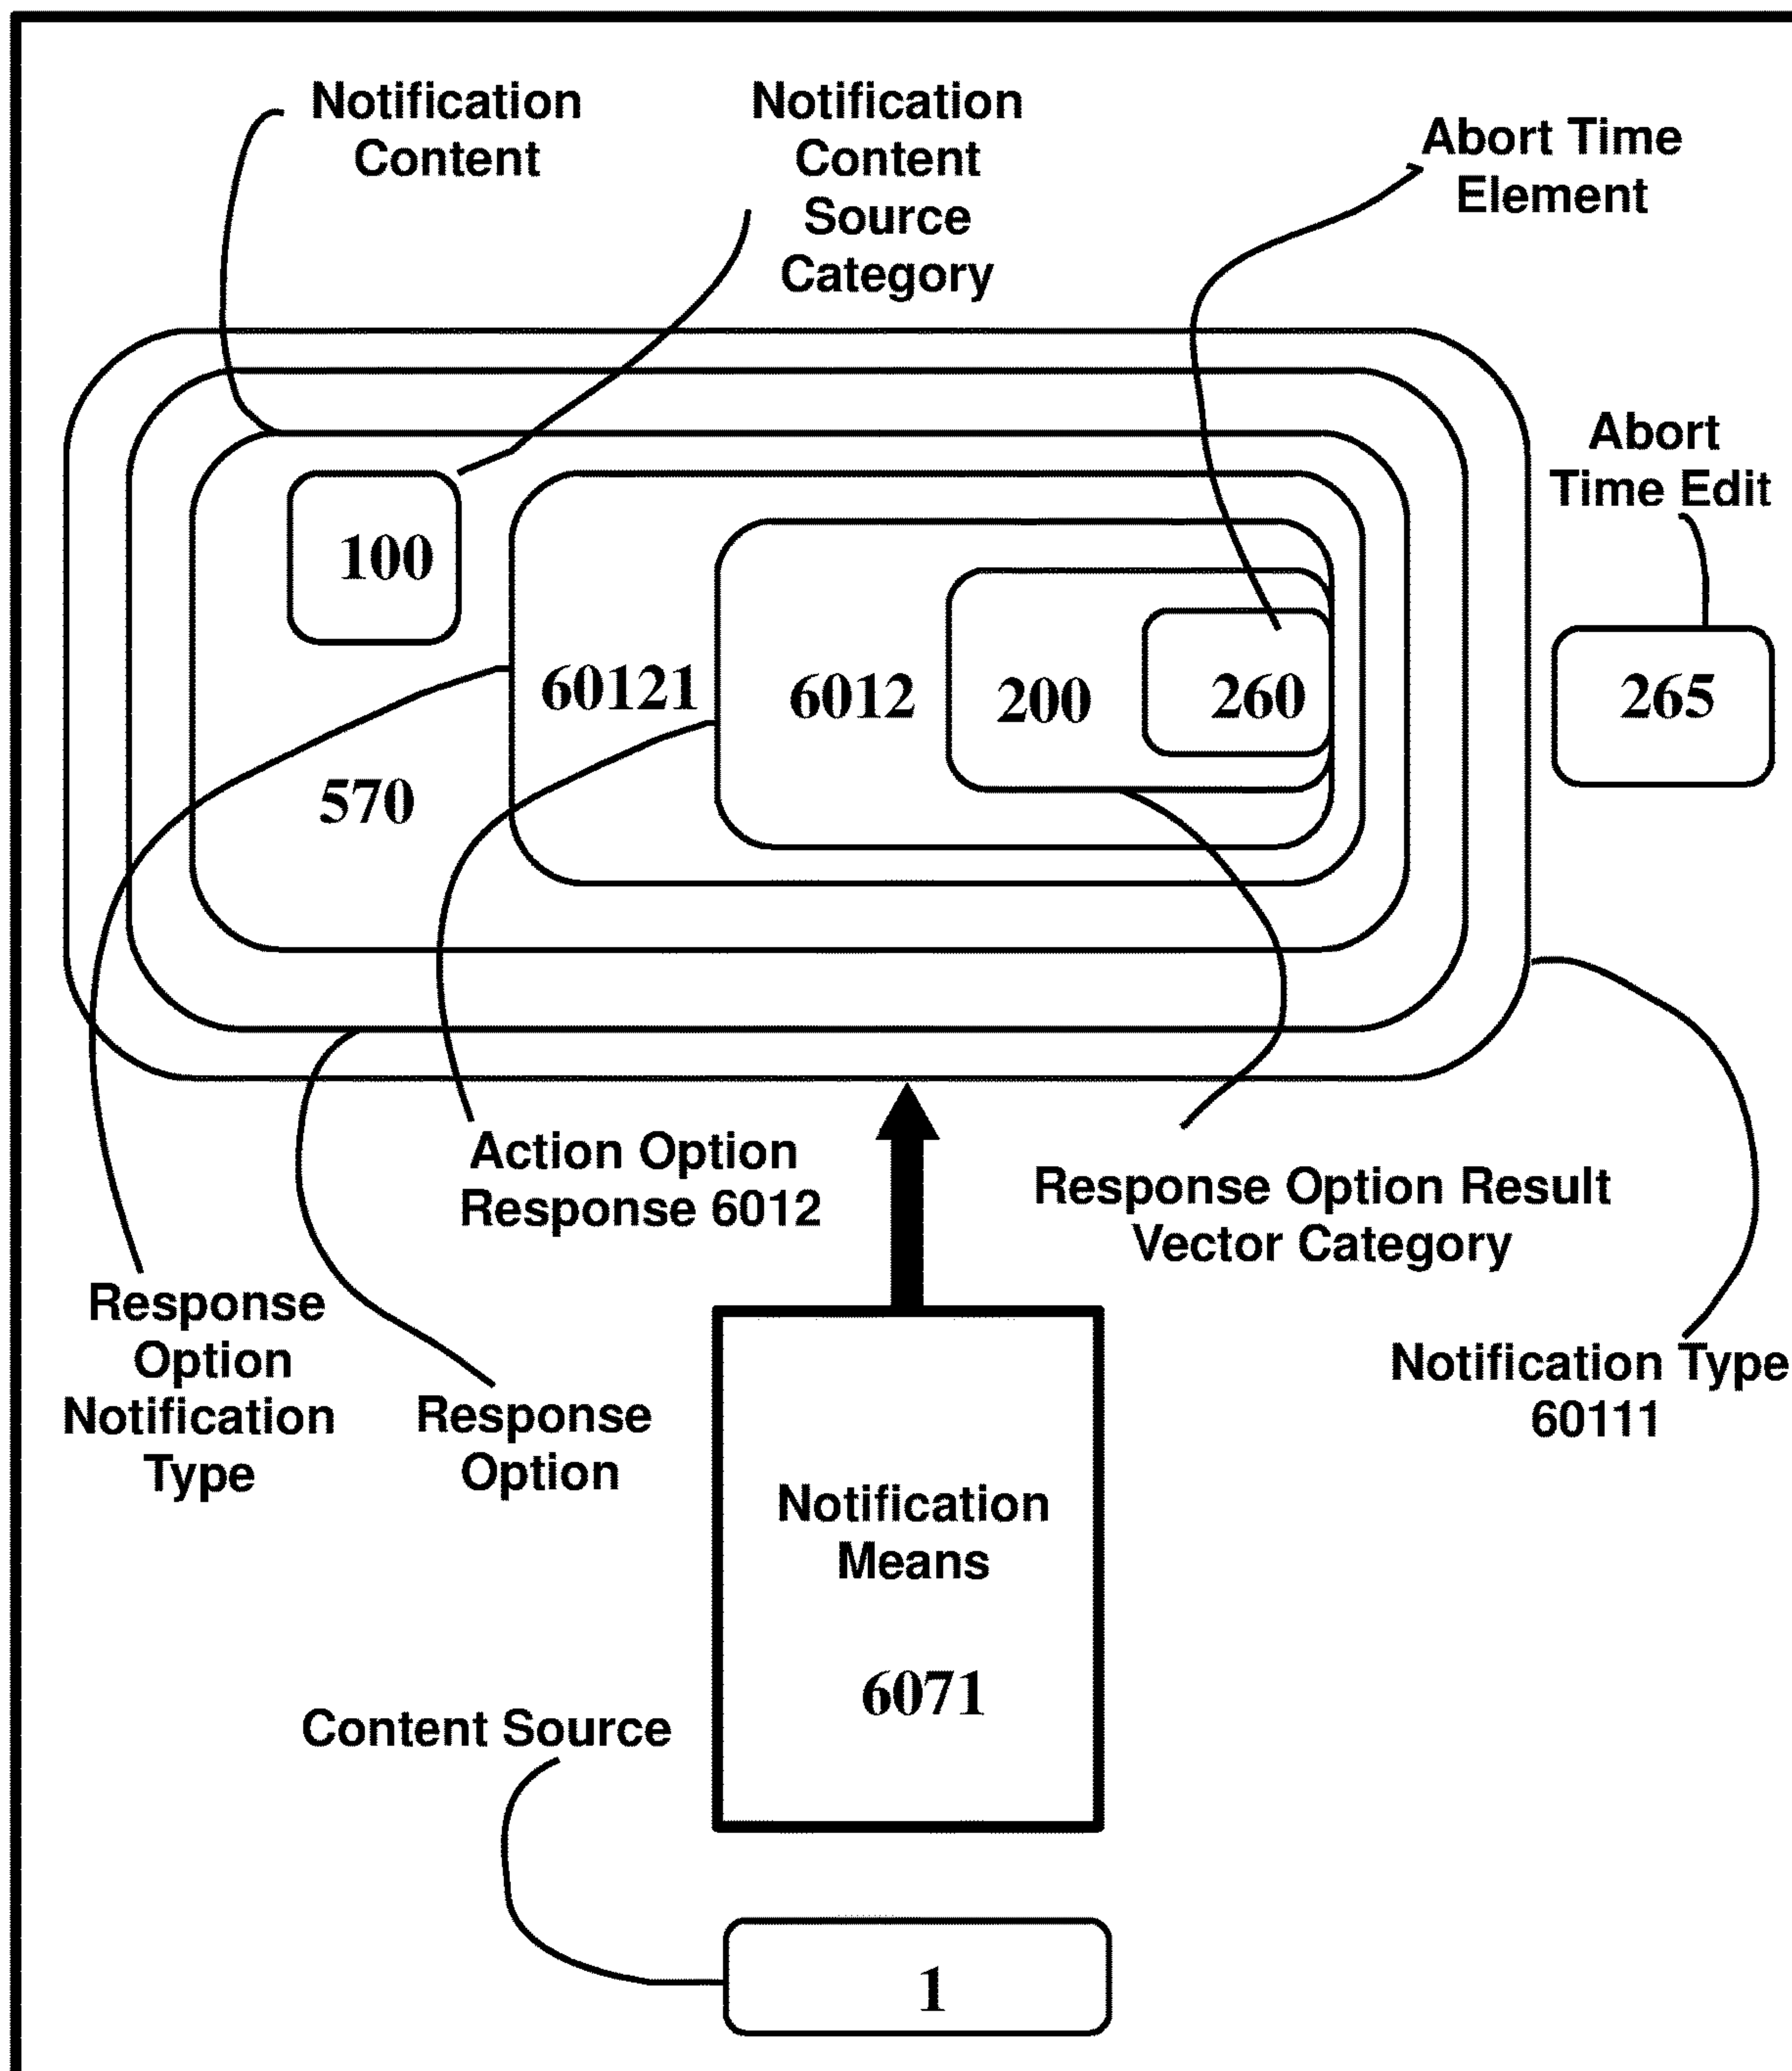 Notification
Content
Notification
Content
Source
Category
Abort Time
Element
Abort
Time Edit
100
60121
6012
200
260
265
570
Action Option
Response 6012
Response Option Result
Vector Category
Response
Option
Notification
Type
Response
Option
Notification Type
60111
Notification
Means
6071
Content Source
1